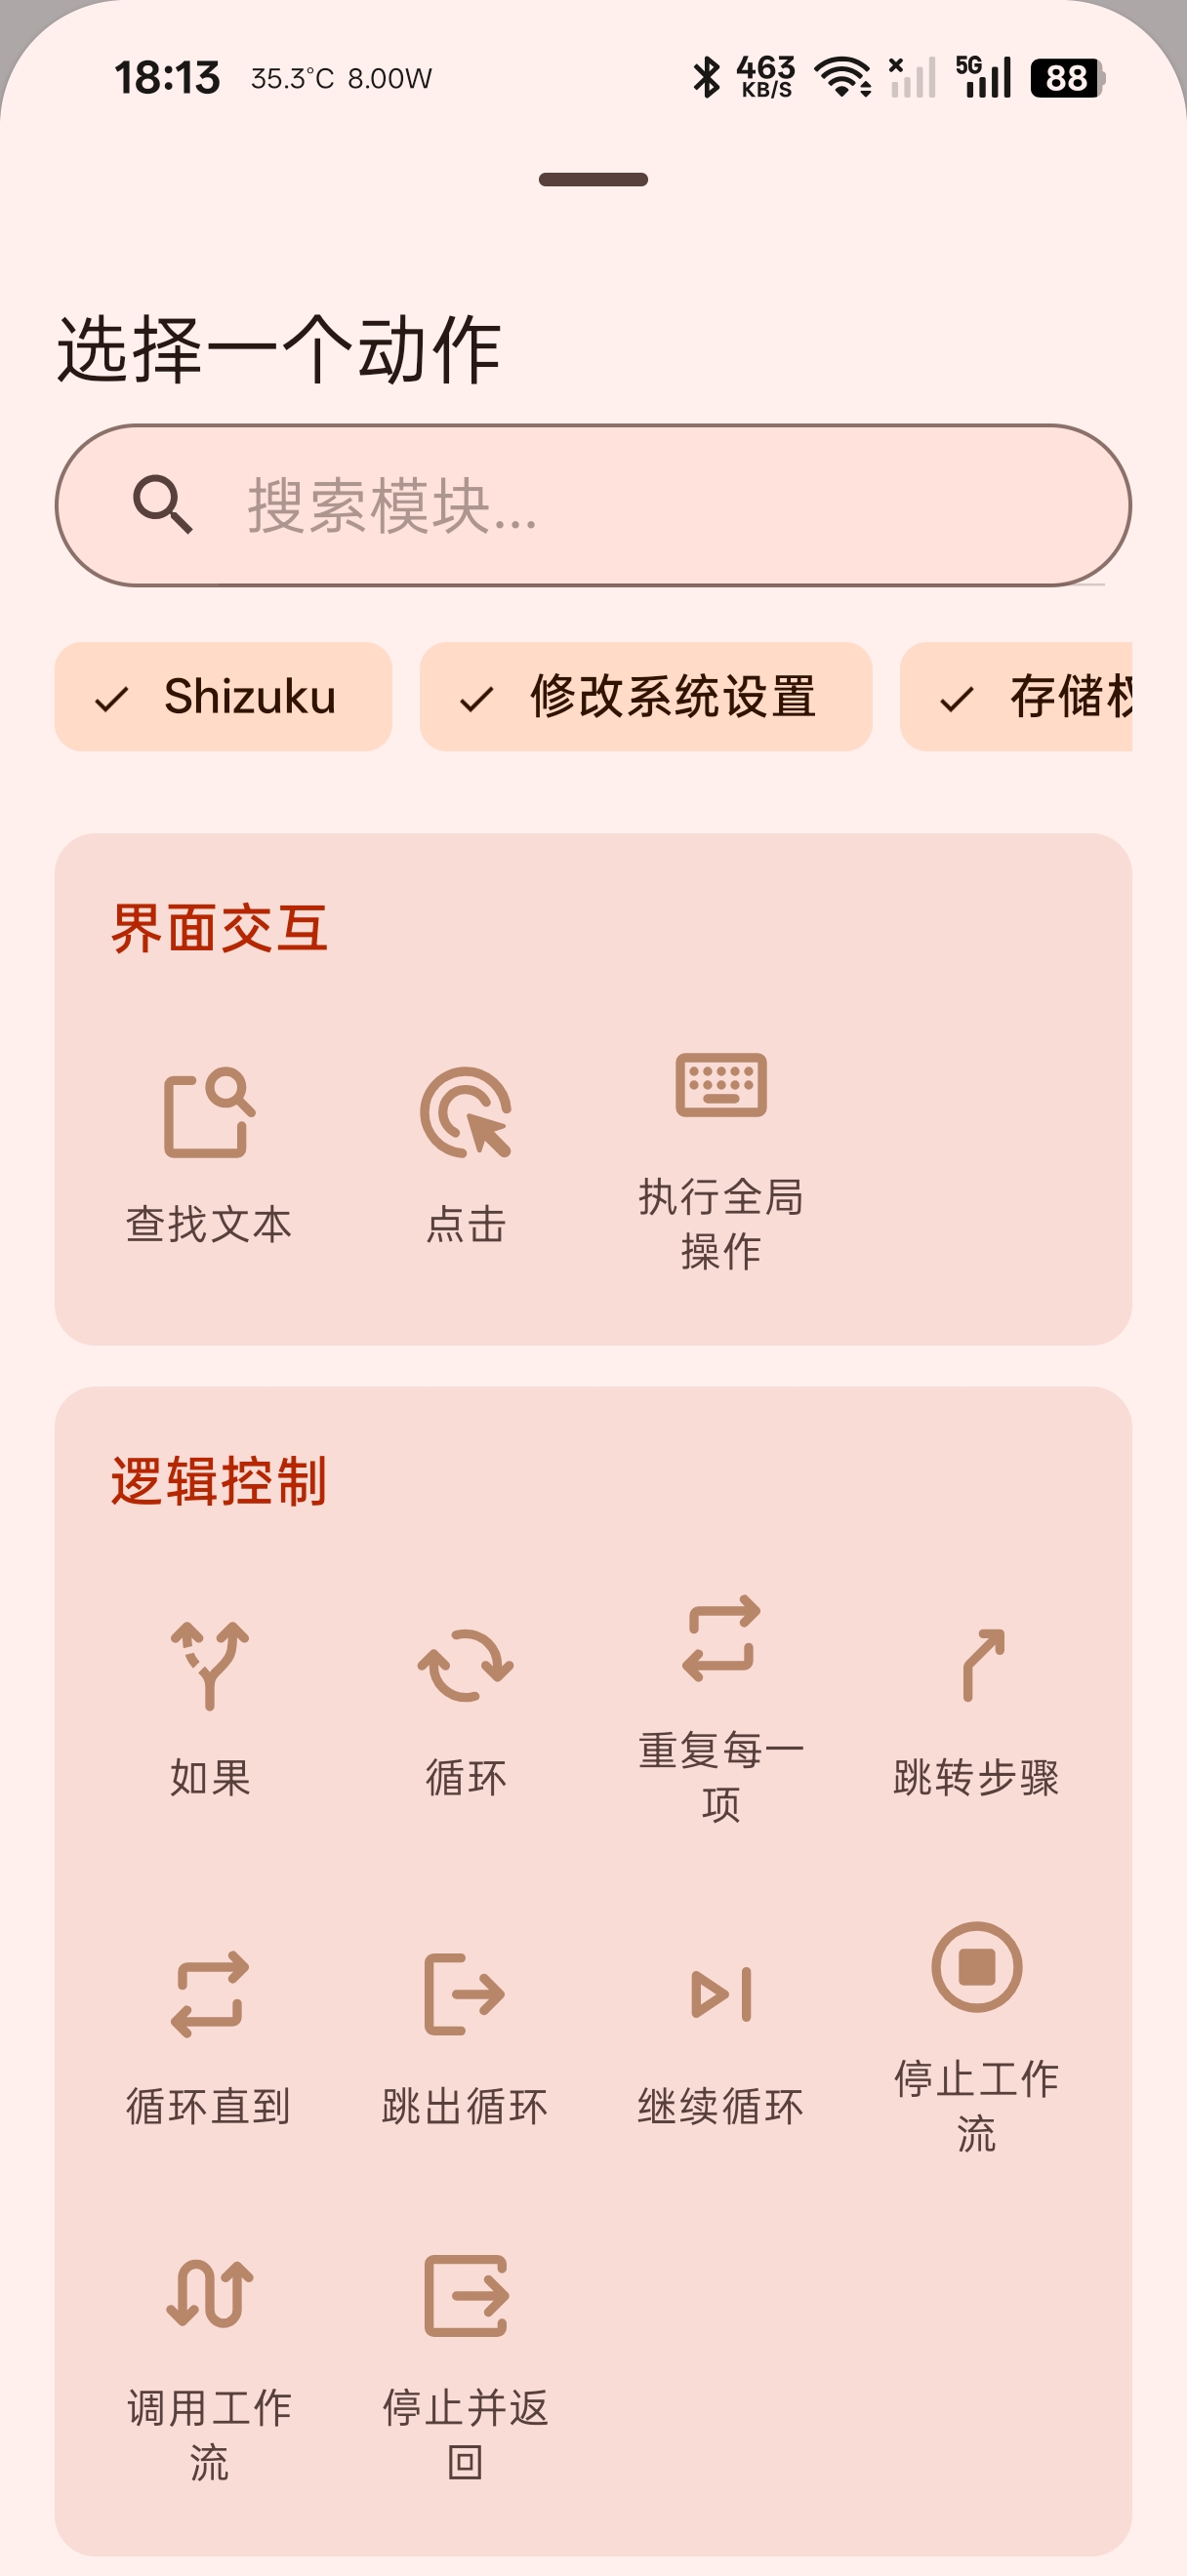 18:13 35.3°C 8.00W 463 KB/S 5G 88
选择一个动作
搜索模块...
Shizuku 修改系统设置 存储
界面交互
查找文本 点击 执行全局
操作
逻辑控制
如果 循环 重复每一 跳转步骤
项
循环直到 跳出循环 继续循环 停止工作
流
调用工作 停止并返
流 回